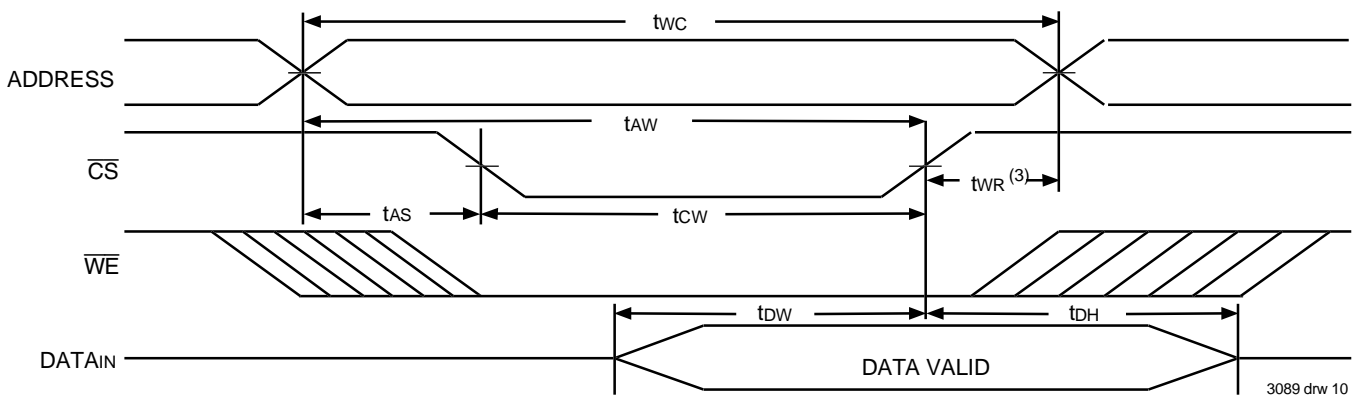 tWC
ADDRESS
tAW
CS
tWR (3)
tAS
tCW
WE
tDW
tDH
DATAIN
DATA VALID
3089 drw 10